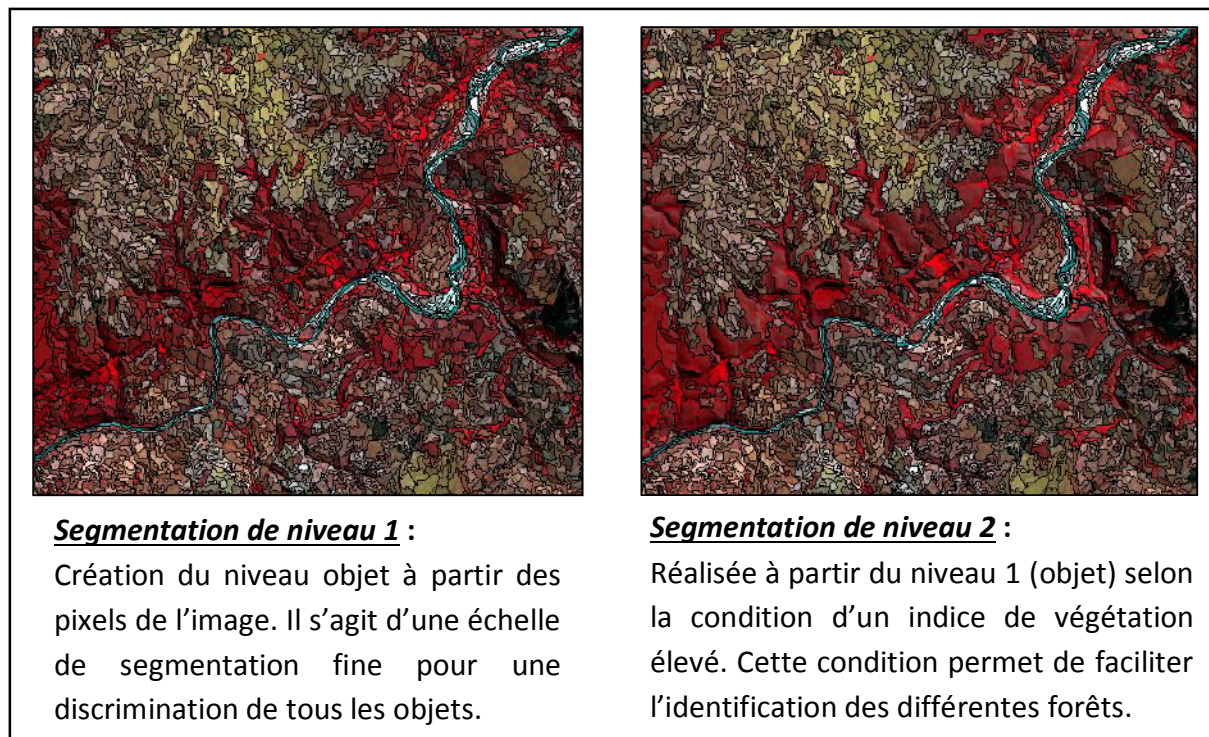 Segmentation de niveau 1 :
Création du niveau objet à partir des
pixels de l’image. Il s’agit d’une échelle
de segmentation fine pour une
discrimination de tous les objets.
Segmentation de niveau 2 :
Réalisée à partir du niveau 1 (objet) selon
la condition d’un indice de végétation
élevé. Cette condition permet de faciliter
l’identification des différentes forêts.